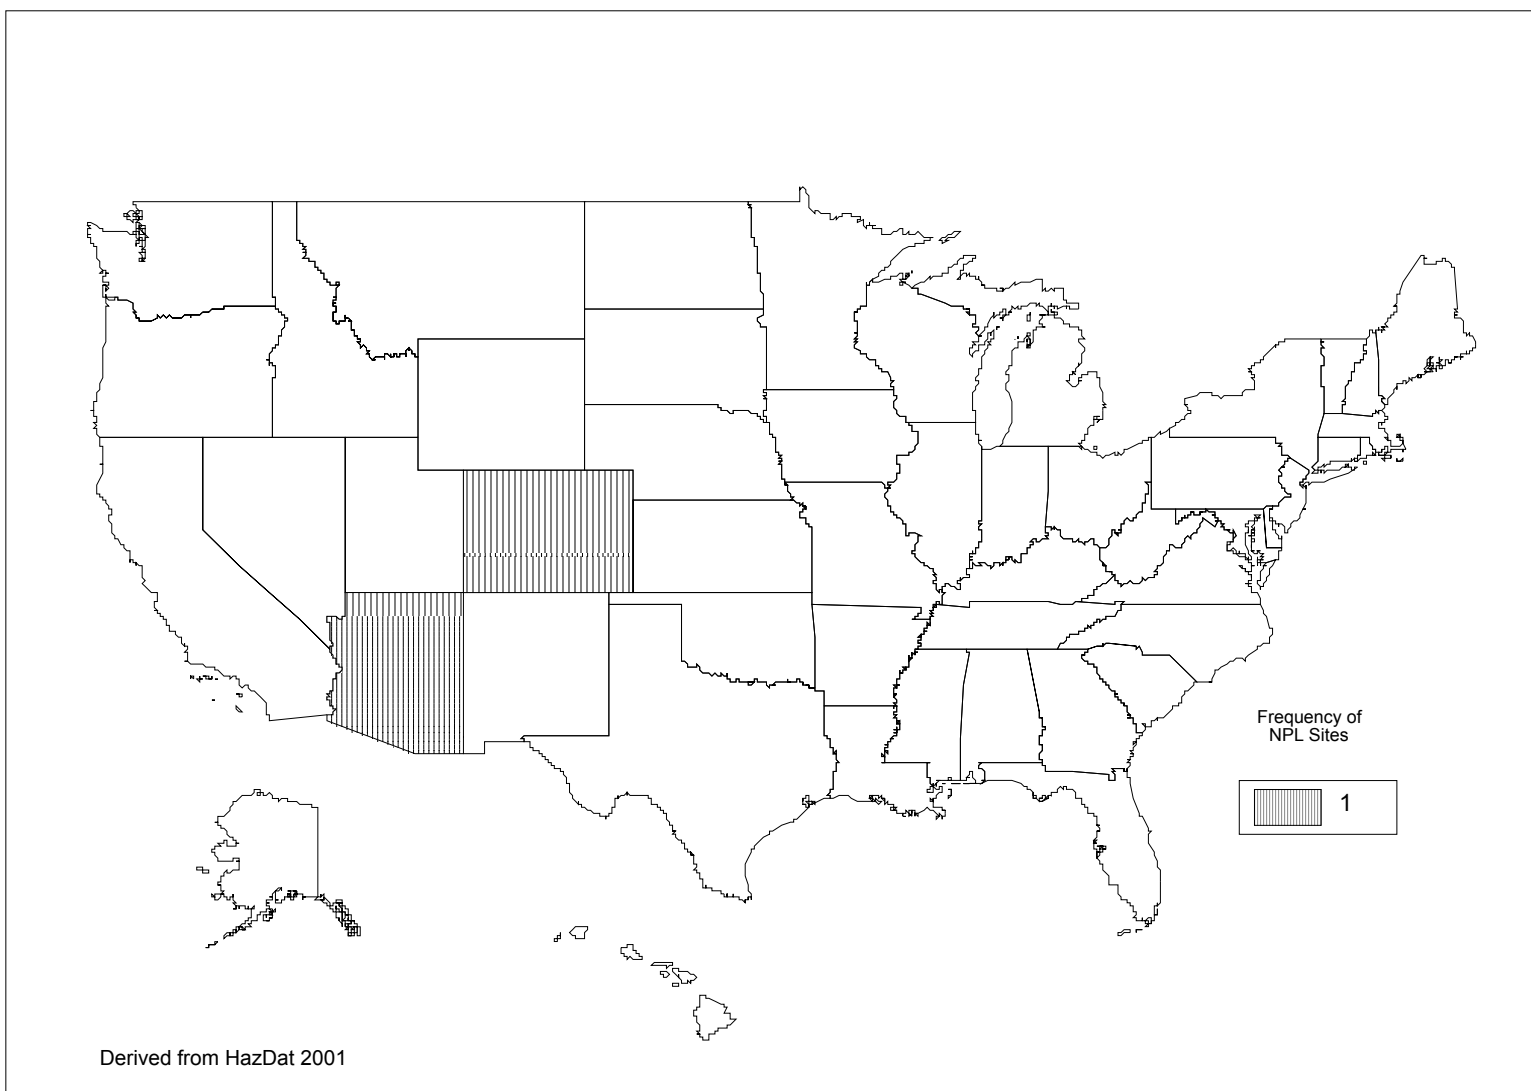 Frequency of
NPL Sites
1
Derived from HazDat 2001